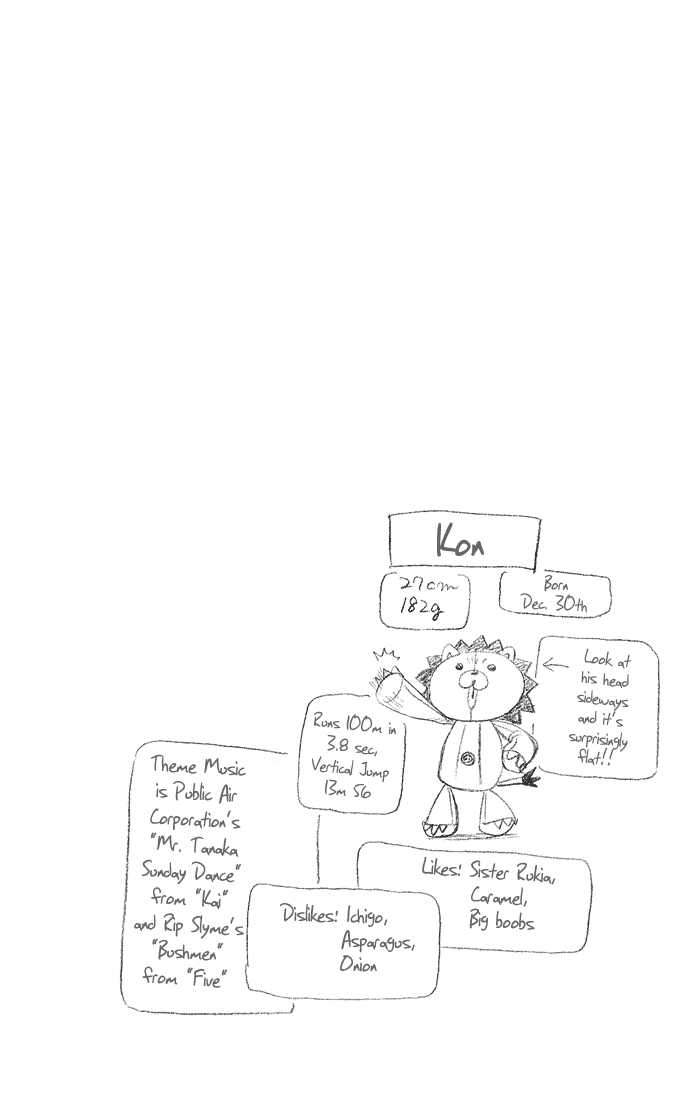 Kon
27cm
182g
Born
Dec. 30th
Look at
his head
sideways
and it's
surprisingly
flat!!
Runs 100m in
3.8 sec,
Vertical Jump
13m 56
Theme Music
is Public Air
Corporation's
"Mr. Tanaka
Sunday Dance"
from "Kai"
and Rip Slyme's
"Bushmen"
from "Five"
Likes: Sister Rukia,
Caramel,
Big boobs
Dislikes: Ichigo,
Asparagus,
Onion